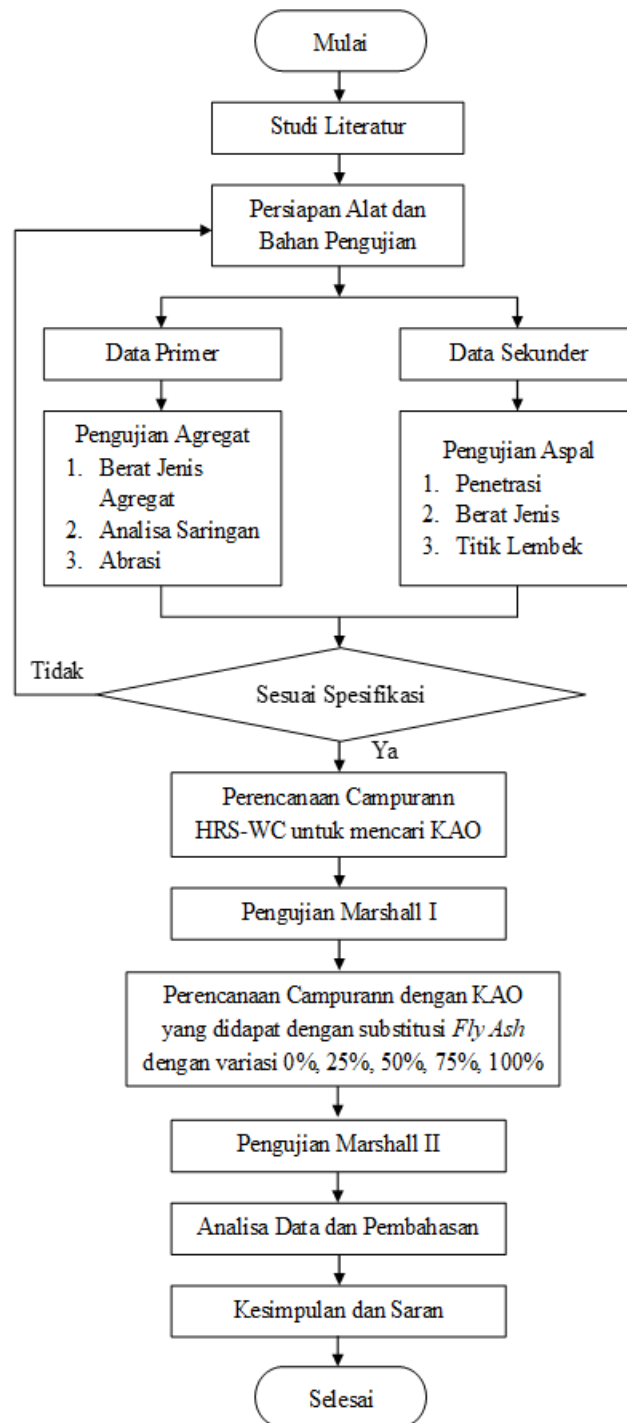 Mulai
Studi Literatur
Persiapan Alat dan
Bahan Pengujian
Data Primer
Data Sekunder
Pengujian Agregat
1. Berat Jenis
Agregat
2. Analisa Saringan
3. Abrasi
Pengujian Aspal
1. Penetrasi
2. Berat Jenis
3. Titik Lembek
Tidak
Sesuai Spesifikasi
Ya
Perencanaan Campurann
HRS-WC untuk mencari KAO
Pengujian Marshall I
Perencanaan Campurann dengan KAO
yang didapat dengan substitusi Fly Ash
dengan variasi 0%, 25%, 50%, 75%, 100%
Pengujian Marshall II
Analisa Data dan Pembahasan
Kesimpulan dan Saran
Selesai